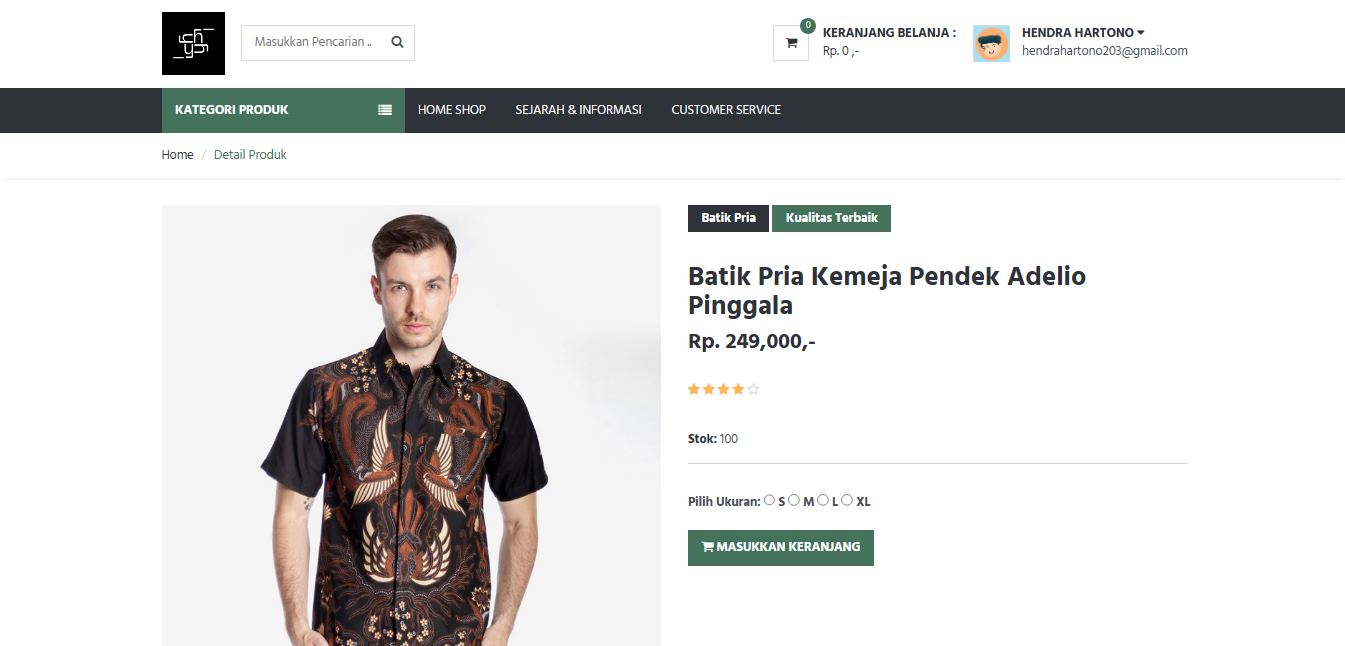 Masukkan Pencarian ..
0
KERANJANG BELANJA :
Rp. 0 ,-
HENDRA HARTONO
hendrahartono203@gmail.com
KATEGORI PRODUK
HOME SHOP
SEJARAH & INFORMASI
CUSTOMER SERVICE
Home / Detail Produk
Batik Pria
Kualitas Terbaik
Batik Pria Kemeja Pendek Adelio
Pinggala
Rp. 249,000,-
Stok: 100
Pilih Ukuran: S M L XL
MASUKKAN KERANJANG